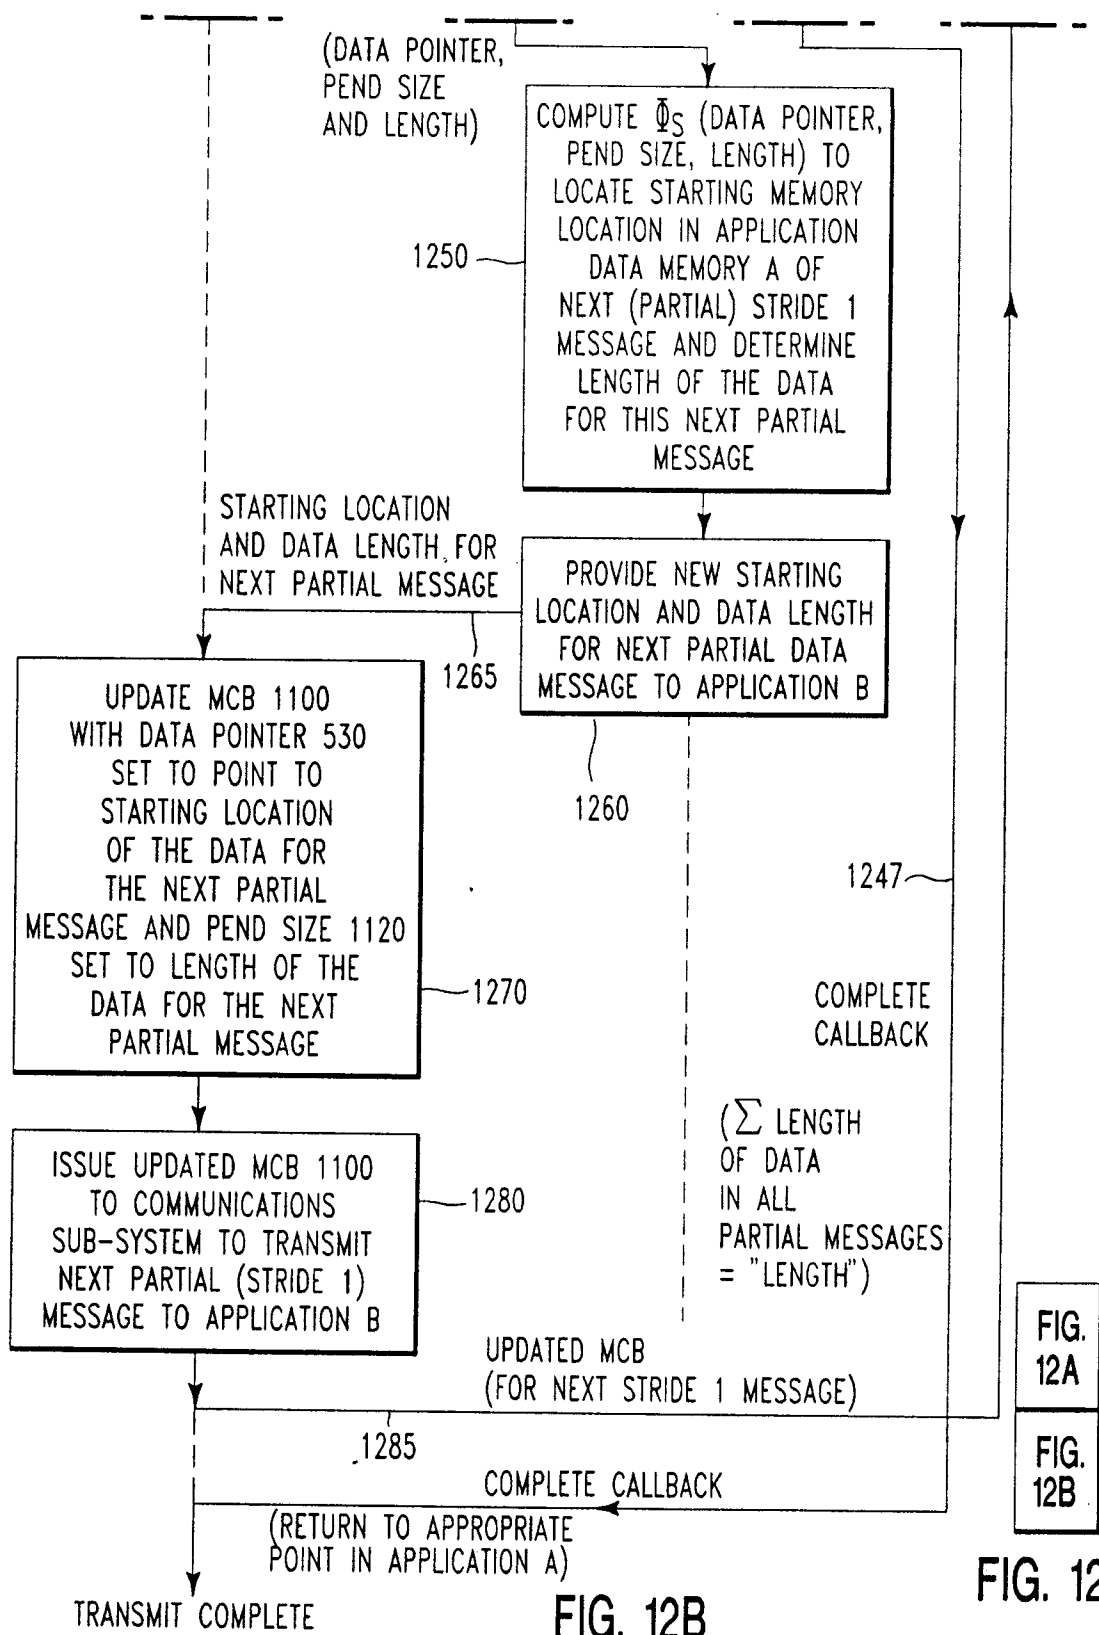 (DATA POINTER,
PEND SIZE
AND LENGTH)
COMPUTE ΦS (DATA POINTER,
PEND SIZE, LENGTH) TO
LOCATE STARTING MEMORY
LOCATION IN APPLICATION
DATA MEMORY A OF
NEXT (PARTIAL) STRIDE 1
MESSAGE AND DETERMINE
LENGTH OF THE DATA
FOR THIS NEXT PARTIAL
MESSAGE
1250
STARTING LOCATION
AND DATA LENGTH FOR
NEXT PARTIAL MESSAGE
1265
PROVIDE NEW STARTING
LOCATION AND DATA LENGTH
FOR NEXT PARTIAL DATA
MESSAGE TO APPLICATION B
1260
UPDATE MCB 1100
WITH DATA POINTER 530
SET TO POINT TO
STARTING LOCATION
OF THE DATA FOR
THE NEXT PARTIAL
MESSAGE AND PEND SIZE 1120
SET TO LENGTH OF THE
DATA FOR THE NEXT
PARTIAL MESSAGE
1270
1247
COMPLETE
CALLBACK
(∑ LENGTH
OF DATA
IN ALL
PARTIAL MESSAGES
= "LENGTH")
ISSUE UPDATED MCB 1100
TO COMMUNICATIONS
SUB-SYSTEM TO TRANSMIT
NEXT PARTIAL (STRIDE 1)
MESSAGE TO APPLICATION B
1280
UPDATED MCB
(FOR NEXT STRIDE 1 MESSAGE)
1285
COMPLETE CALLBACK
(RETURN TO APPROPRIATE
POINT IN APPLICATION A)
TRANSMIT COMPLETE
FIG. 12B
FIG.
12A
FIG.
12B
FIG. 12